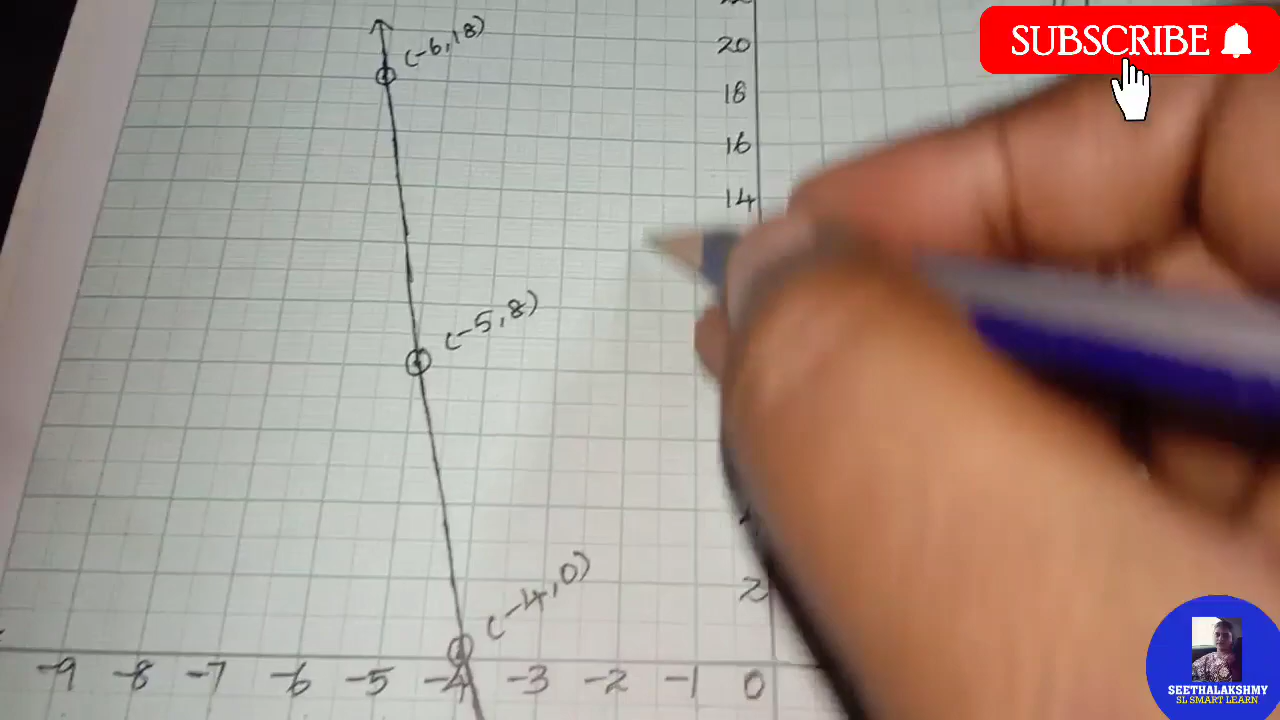 SUBSCRIBE
(-6,18)
20
18
16
14
(-5,8)
(-4,0)
2
-9 -8 -7 -6 -5 -4 -3 -2 -1 0
SEETHALAKSHMY
SL SMART LEARN